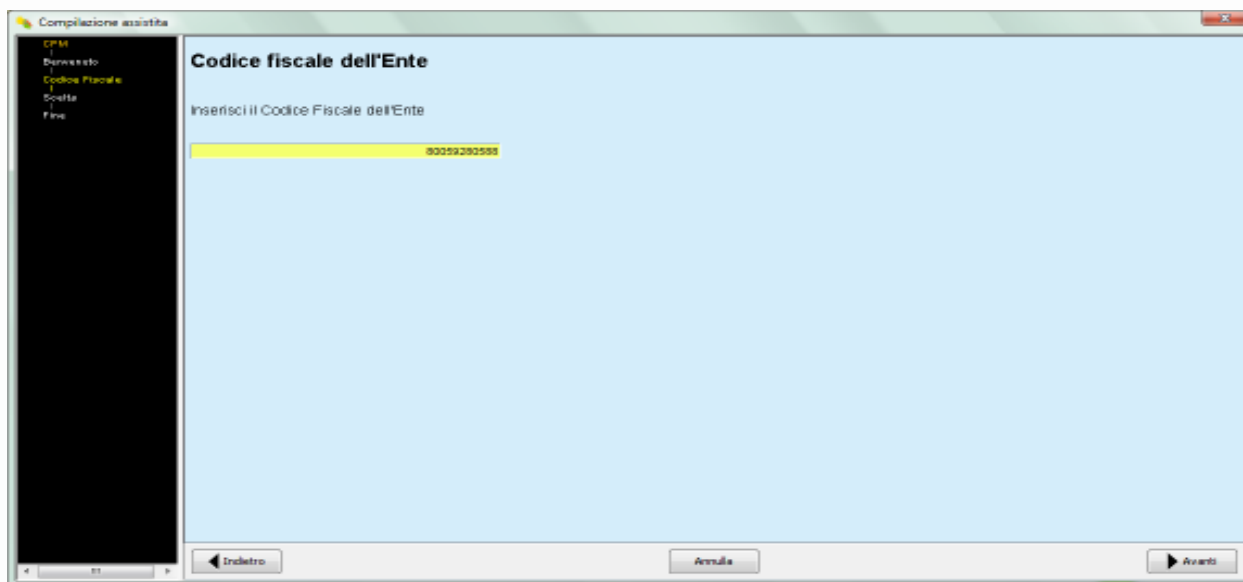 Compilazione assistita
CPM
Benvenuto
Codice Fiscale
Scelta
Fine
Codice fiscale dell'Ente
Inserisci il Codice Fiscale dell'Ente
80059280588
Indietro
Annulla
Avanti